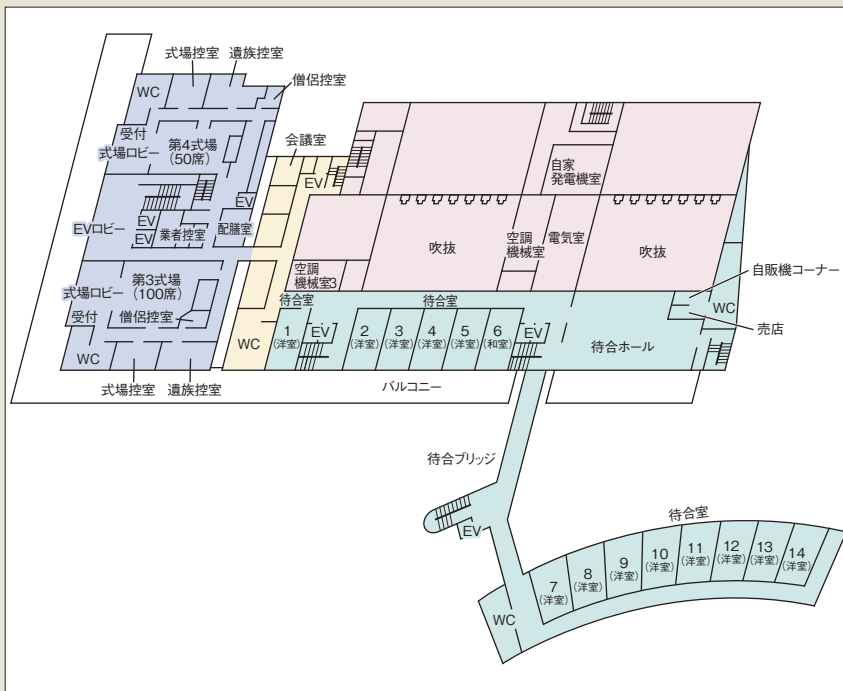 式場控室
遺族控室
WC
僧侶控室
受付
式場ロビー
第4式場
(50席)
会議室
EV
EV
EVロビー
EV
EV
業者控室
配膳室
自家
発電機室
吹抜
空調
機械室
電気室
吹抜
空調
機械室3
第3式場
(100席)
式場ロビー
僧侶控室
受付
WC
式場控室
遺族控室
WC
待合室
1
(洋室)
EV
待合室
2
(洋室)
3
(洋室)
4
(洋室)
5
(洋室)
6
(和室)
EV
待合ホール
自販機コーナー
WC
売店
バルコニー
待合ブリッジ
EV
待合室
7
(洋室)
8
(洋室)
9
(洋室)
10
(洋室)
11
(洋室)
12
(洋室)
13
(洋室)
14
(洋室)
WC